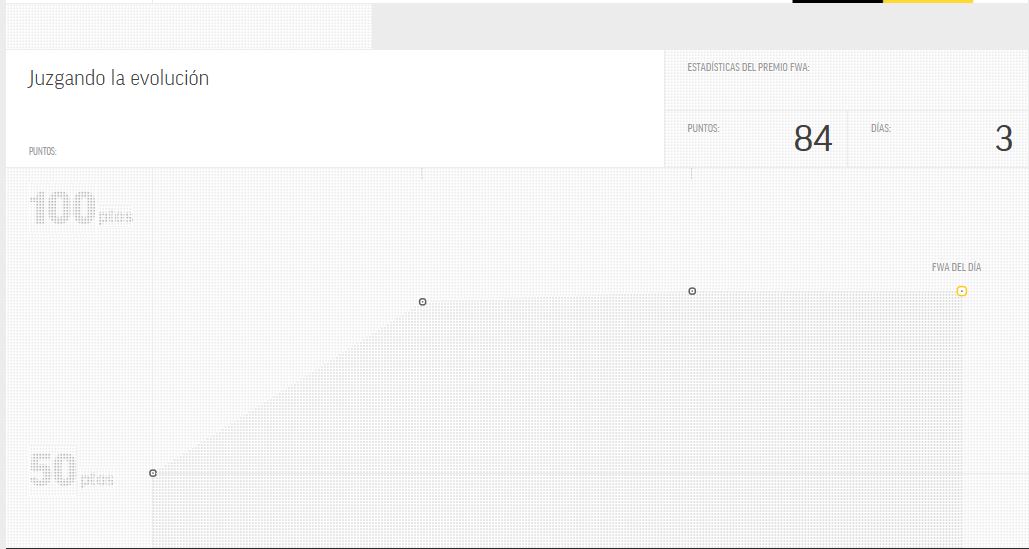 Juzgando la evolución
PUNTOS:
ESTADÍSTICAS DEL PREMIO FWA:
PUNTOS: 84
DÍAS: 3
100 ptos
FWA DEL DÍA
50 ptos